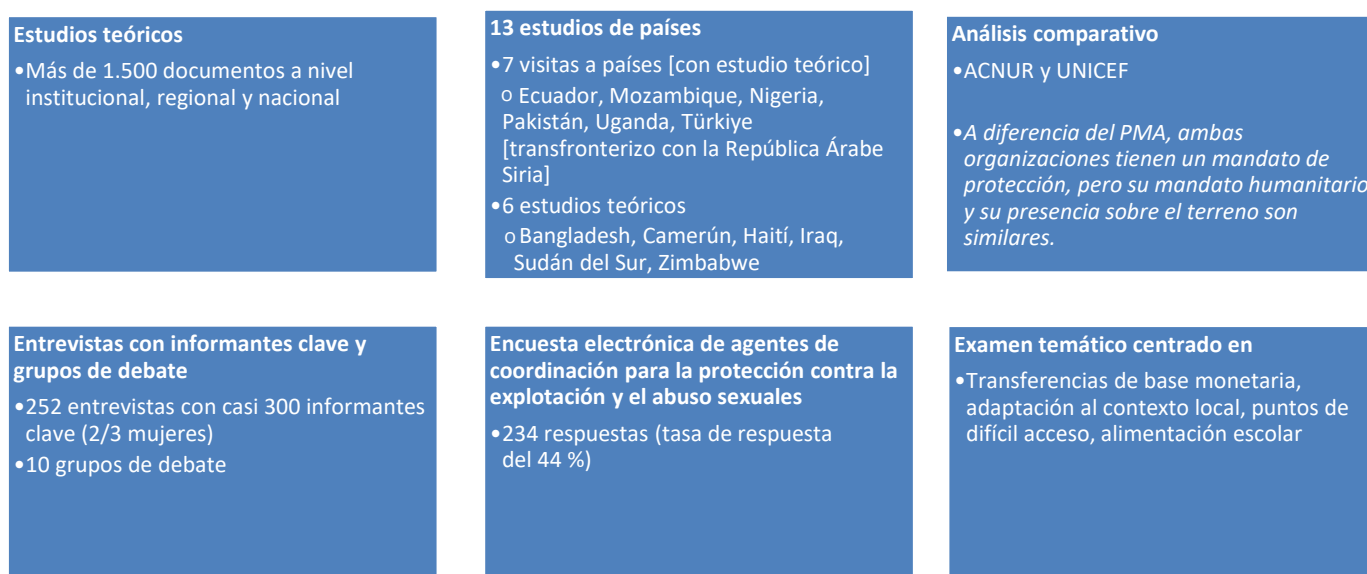 Estudios teóricos
•Más de 1.500 documentos a nivel
institucional, regional y nacional
13 estudios de países
•7 visitas a países [con estudio teórico]
o Ecuador, Mozambique, Nigeria,
Pakistán, Uganda, Türkiye
[transfronterizo con la República Árabe
Siria]
•6 estudios teóricos
o Bangladesh, Camerún, Haití, Iraq,
Sudán del Sur, Zimbabwe
Análisis comparativo
•ACNUR y UNICEF
•A diferencia del PMA, ambas
organizaciones tienen un mandato de
protección, pero su mandato humanitario
y su presencia sobre el terreno son
similares.
Entrevistas con informantes clave y
grupos de debate
•252 entrevistas con casi 300 informantes
clave (2/3 mujeres)
•10 grupos de debate
Encuesta electrónica de agentes de
coordinación para la protección contra la
explotación y el abuso sexuales
•234 respuestas (tasa de respuesta
del 44 %)
Examen temático centrado en
•Transferencias de base monetaria,
adaptación al contexto local, puntos de
difícil acceso, alimentación escolar